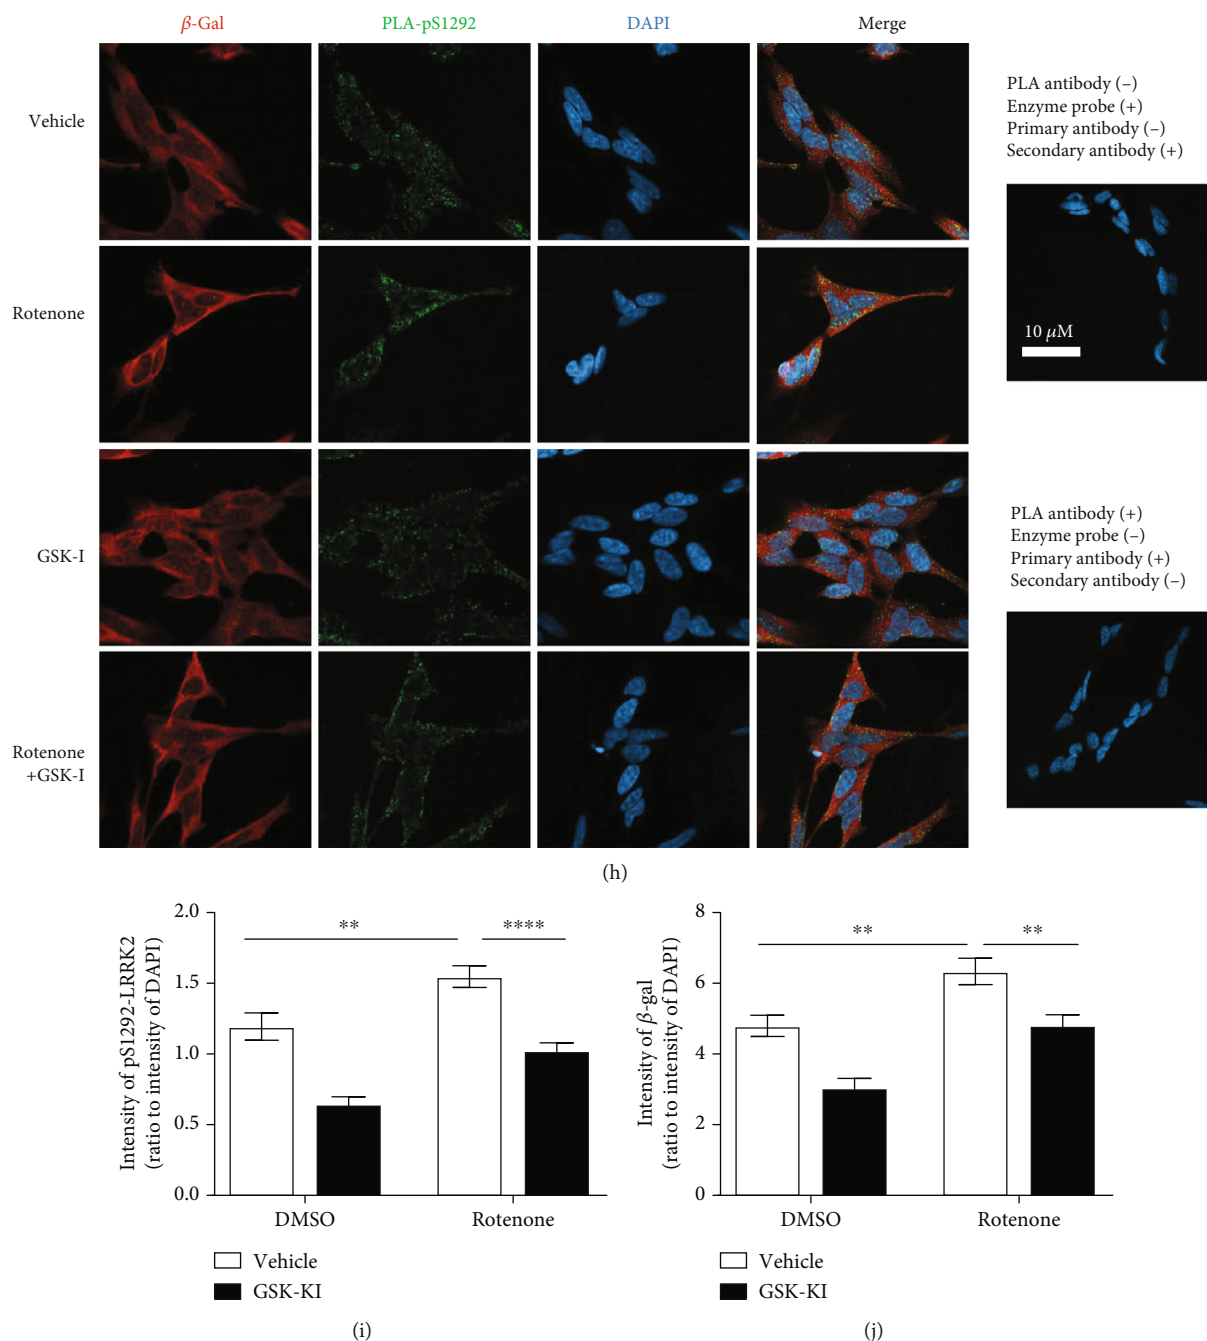 β-Gal PLA-pS1292 DAPI Merge
Vehicle
Rotenone
GSK-I
Rotenone
+GSK-I
PLA antibody (–)
Enzyme probe (+)
Primary antibody (–)
Secondary antibody (+)
10 μM
PLA antibody (+)
Enzyme probe (–)
Primary antibody (+)
Secondary antibody (–)
(h)
Intensity of pS1292-LRRK2
(ratio to intensity of DAPI)
2.0
1.5
1.0
0.5
0.0
**
****
DMSO Rotenone
Vehicle
GSK-KI
(i)
Intensity of β-gal
(ratio to intensity of DAPI)
8
6
4
2
0
**
**
DMSO Rotenone
Vehicle
GSK-KI
(j)